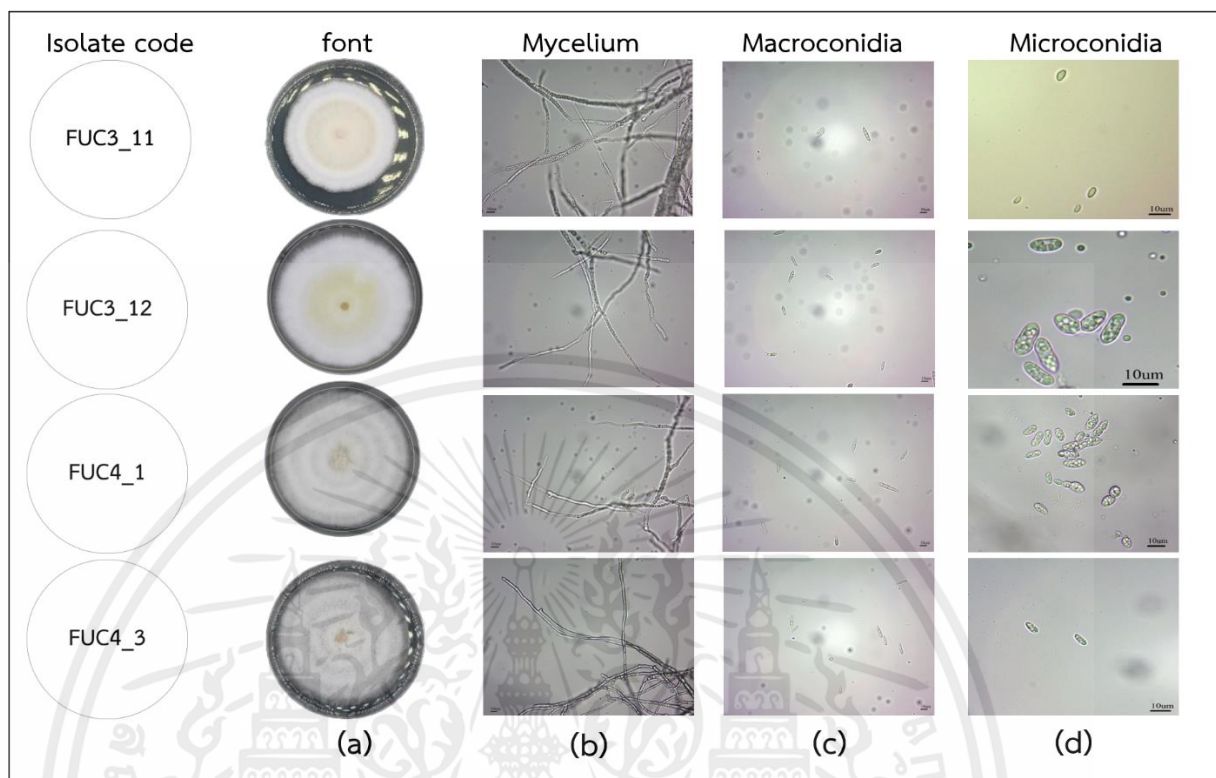 Isolate code font Mycelium Macroconidia Microconidia
FUC3_11
10um
FUC3_12
10um
FUC4_1
10um
FUC4_3
10um
(a) (b) (c) (d)